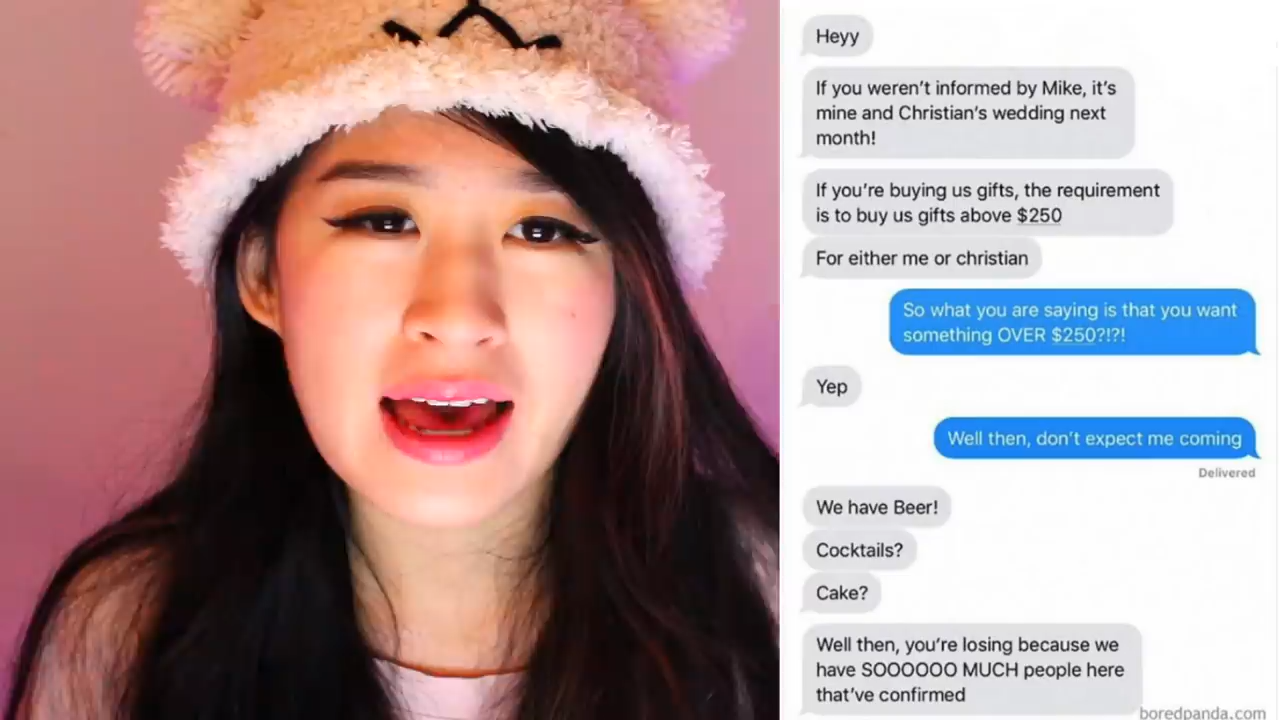 Heyy
If you weren't informed by Mike, it's
mine and Christian's wedding next
month!
If you're buying us gifts, the requirement
is to buy us gifts above $250
For either me or christian
So what you are saying is that you want
something OVER $250?!?!
Yep
Well then, don't expect me coming
Delivered
We have Beer!
Cocktails?
Cake?
Well then, you're losing because we
have SOOOOOO MUCH people here
that've confirmed
boredpanda.com